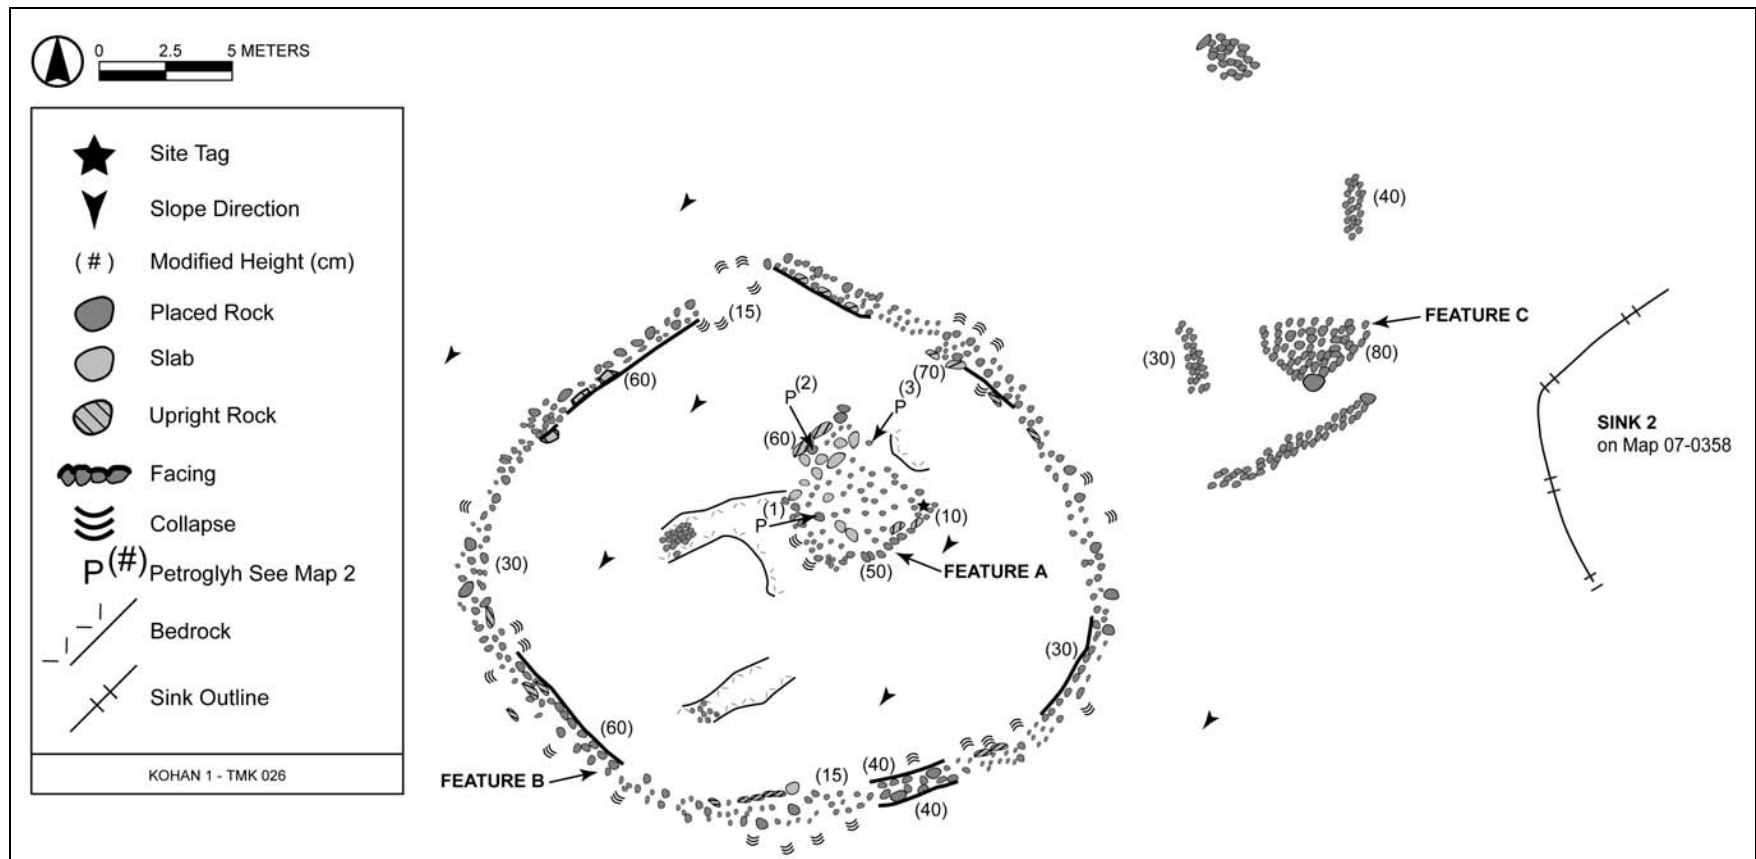 0 2.5 5 METERS
Site Tag
Slope Direction
( # ) Modified Height (cm)
Placed Rock
Slab
Upright Rock
Facing
Collapse
P(#) Petroglyh See Map 2
Bedrock
Sink Outline
KOHAN 1 - TMK 026
(40)
(15)
FEATURE C
(30)
(80)
(60)
(70)
P(2)
P(3)
(60)
SINK 2
on Map 07-0358
P(1)
(10)
(30)
(50)
FEATURE A
(30)
(60)
FEATURE B
(15)
(40)
(40)